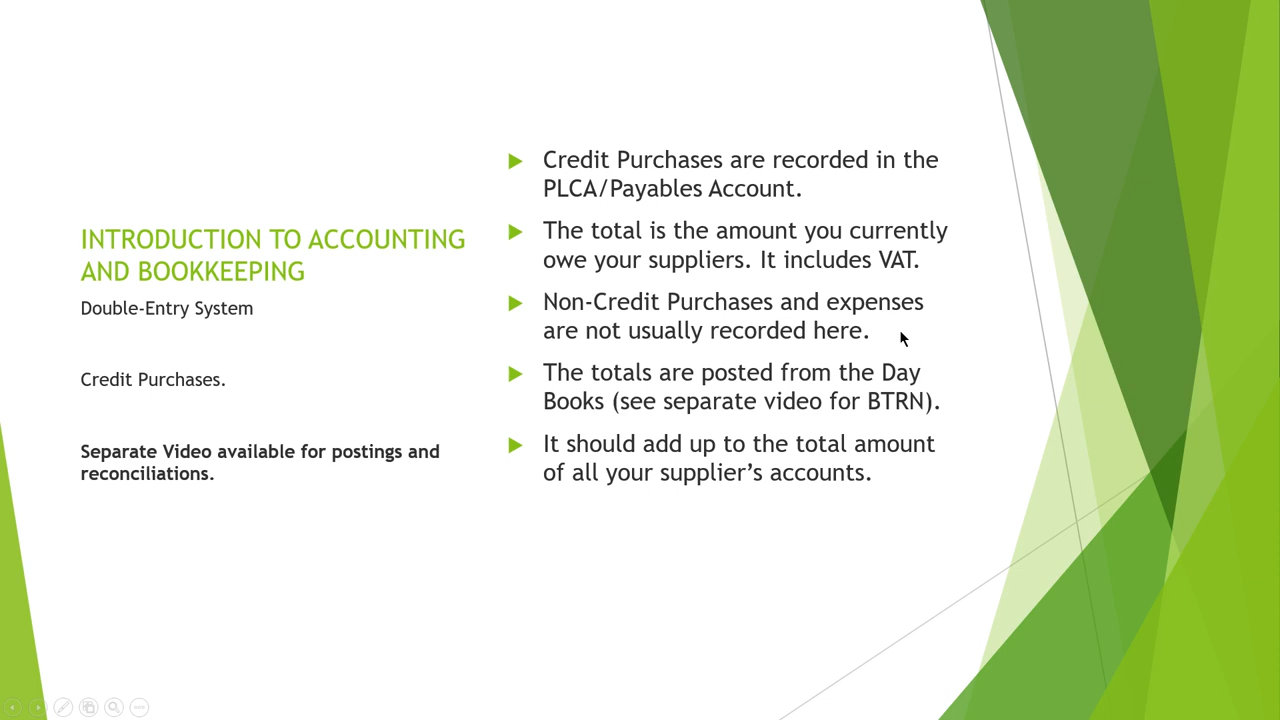 INTRODUCTION TO ACCOUNTING
AND BOOKKEEPING
Double-Entry System
Credit Purchases.
Separate Video available for postings and
reconciliations.
Credit Purchases are recorded in the
PLCA/Payables Account.
The total is the amount you currently
owe your suppliers. It includes VAT.
Non-Credit Purchases and expenses
are not usually recorded here.
The totals are posted from the Day
Books (see separate video for BTRN).
It should add up to the total amount
of all your supplier’s accounts.